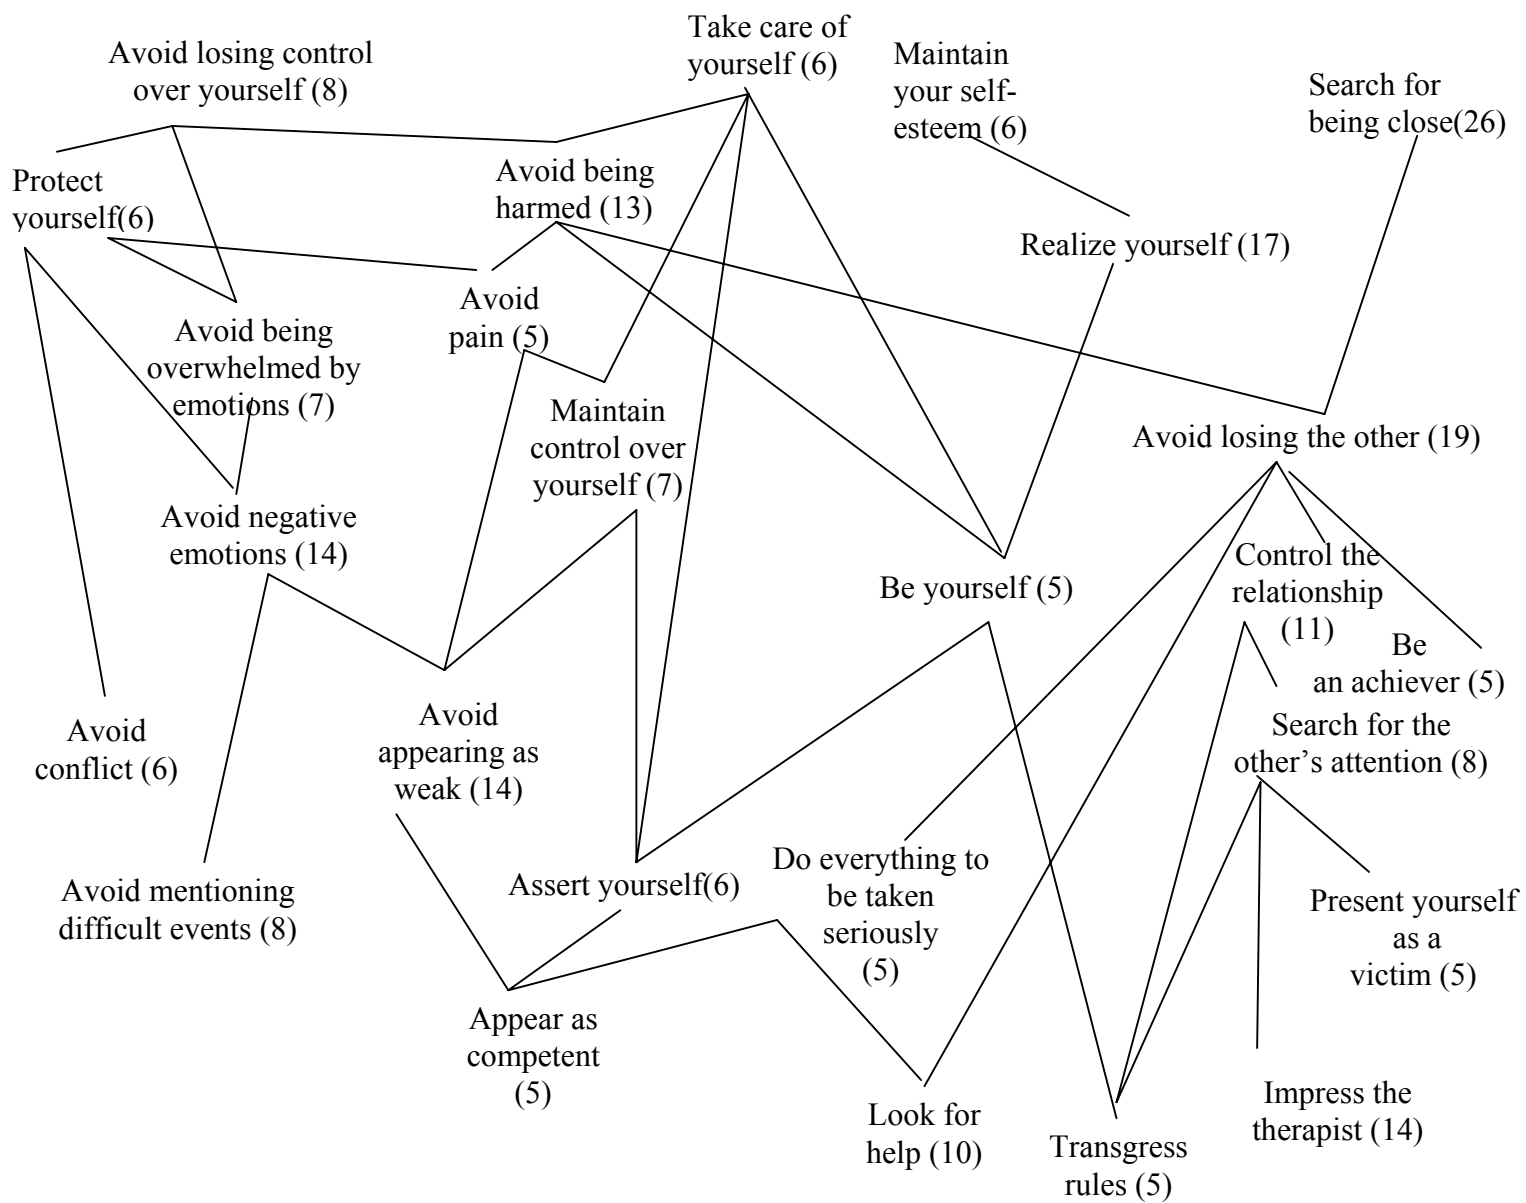 Avoid losing control
over yourself (8)
Take care of
yourself (6)
Maintain
your self-
esteem (6)
Search for
being close(26)
Protect
yourself(6)
Avoid being
harmed (13)
Realize yourself (17)
Avoid
pain (5)
Avoid being
overwhelmed by
emotions (7)
Maintain
control over
yourself (7)
Avoid losing the other (19)
Avoid negative
emotions (14)
Be yourself (5)
Control the
relationship
(11)
Be
an achiever (5)
Avoid
conflict (6)
Avoid
appearing as
weak (14)
Search for the
other’s attention (8)
Avoid mentioning
difficult events (8)
Assert yourself(6)
Do everything to
be taken
seriously
(5)
Present yourself
as a
victim (5)
Appear as
competent
(5)
Look for
help (10)
Transgress
rules (5)
Impress the
therapist (14)